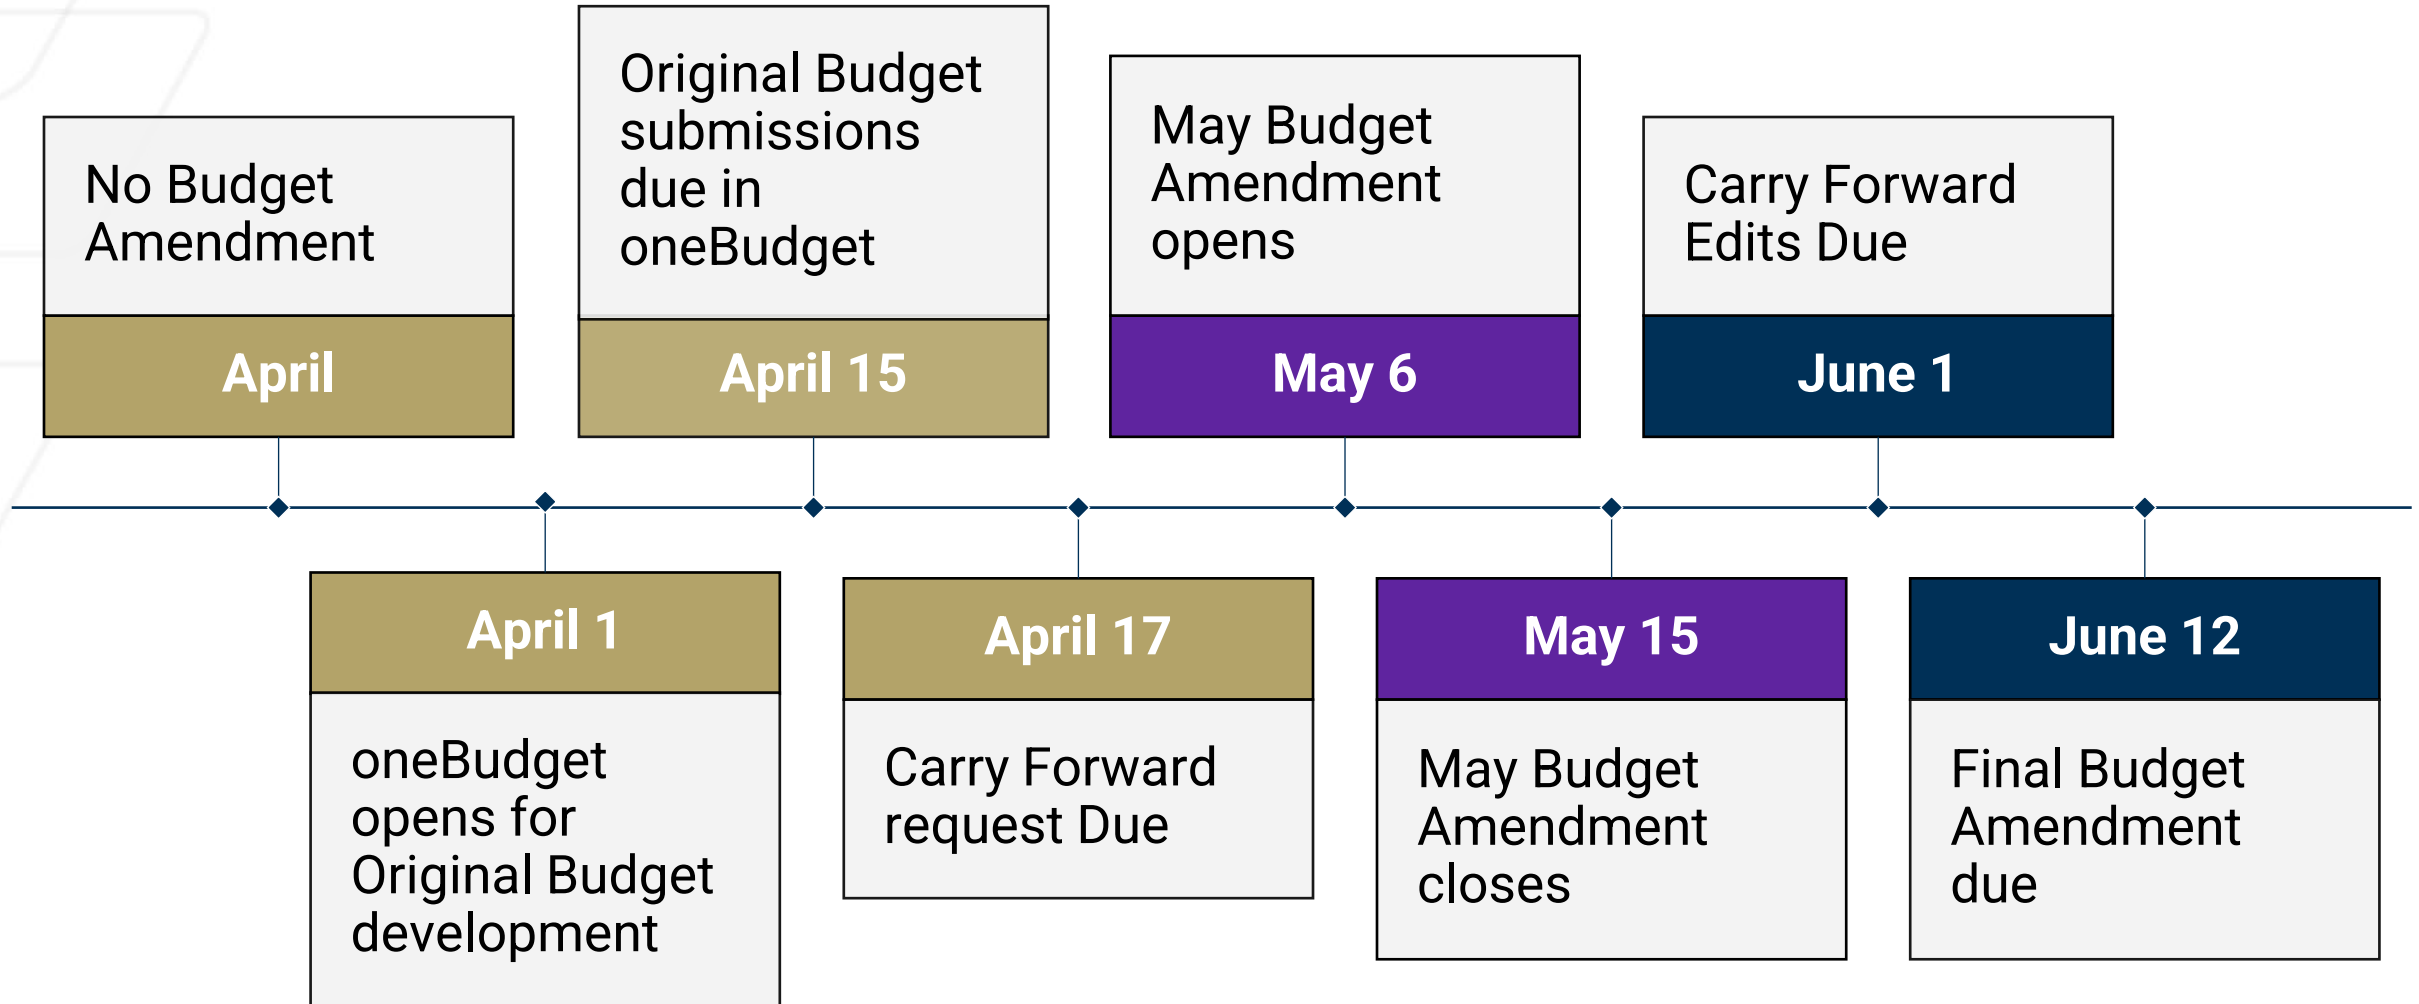 No Budget
Amendment
April
April 1
oneBudget
opens for
Original Budget
development
Original Budget
submissions
due in
oneBudget
April 15
April 17
Carry Forward
request Due
May Budget
Amendment
opens
May 6
May 15
May Budget
Amendment
closes
Carry Forward
Edits Due
June 1
June 12
Final Budget
Amendment
due